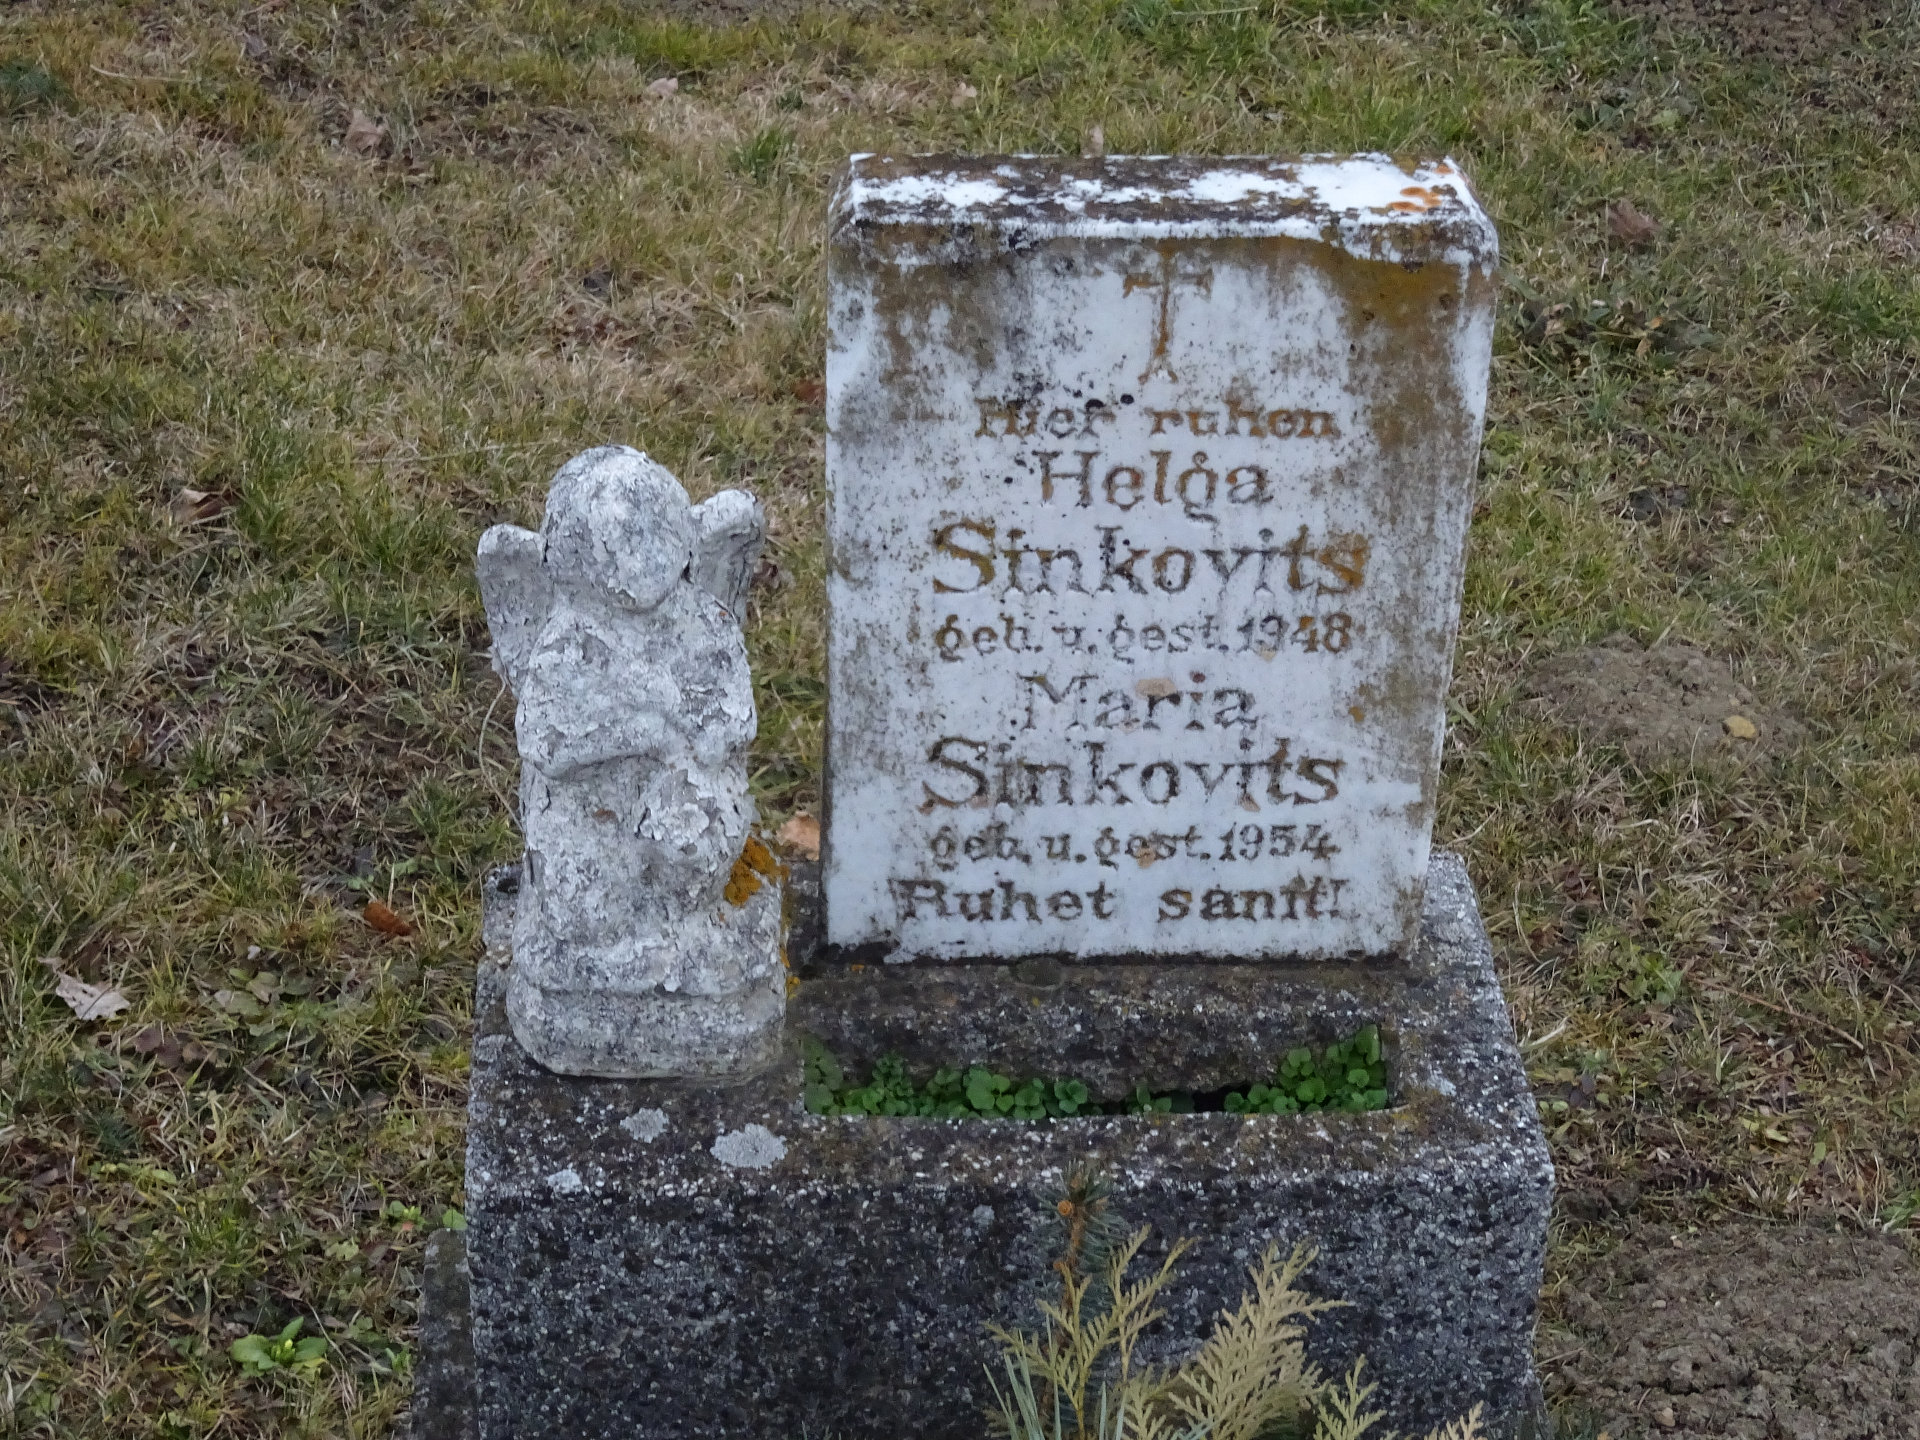 Hier ruhen
Helga
Sinkovits
geb. u. gest. 1948
Maria
Sinkovits
geb. u. gest. 1954
Ruhet sanft!